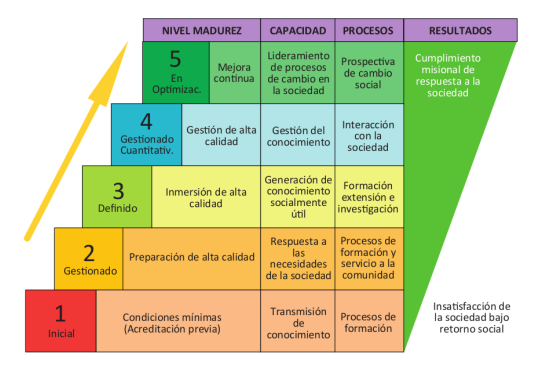 NIVEL MADUREZ CAPACIDAD PROCESOS RESULTADOS
5
En
Optimizac.
Mejora
continua
Lideramiento
de procesos
de cambio en
la sociedad
Prospectiva
de cambio
social
Cumplimiento
misional de
respuesta a la
sociedad
4
Gestionado
Cuantitativ.
Gestión de alta
calidad
Gestión del
conocimiento
Interacción
con la
sociedad
3
Definido
Inmersión de alta
calidad
Generación de
conocimiento
socialmente
útil
Formación
extensión e
investigación
2
Gestionado
Preparación de alta calidad
Respuesta a
las
necesidades
de la sociedad
Procesos de
formación y
servicio a la
comunidad
1
Inicial
Condiciones mínimas
(Acreditación previa)
Transmisión
de
conocimiento
Procesos de
formación
Insatisfacción de
la sociedad bajo
retorno social